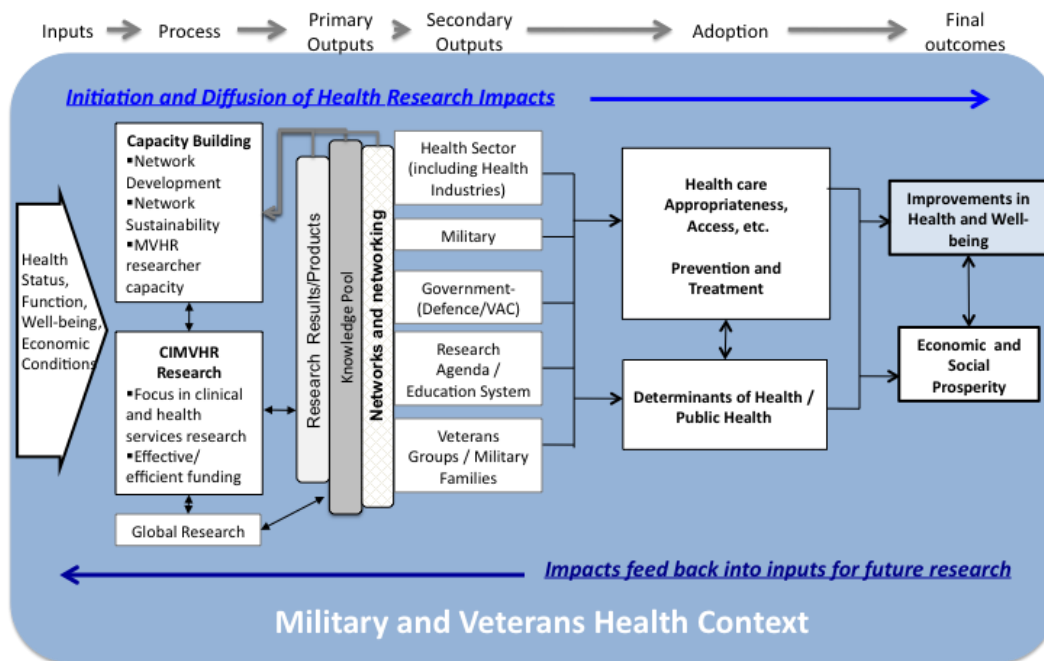 Inputs
Process
Primary
Outputs
Secondary
Outputs
Adoption
Final
outcomes
Initiation and Diffusion of Health Research Impacts
Health
Status,
Function,
Well-being,
Economic
Conditions
Capacity Building
▪Network
Development
▪Network
Sustainability
▪MVHR
researcher
capacity
CIMVHR
Research
▪Focus in clinical
and health
services research
▪Effective/
efficient funding
Global Research
Research Results/Products
Knowledge Pool
Networks and networking
Health Sector
(including Health
Industries)
Military
Government-
(Defence/VAC)
Research
Agenda /
Education System
Veterans
Groups / Military
Families
Health care
Appropriateness,
Access, etc.
Prevention and
Treatment
Determinants of Health /
Public Health
Improvements in
Health and Well-
being
Economic and
Social
Prosperity
Impacts feed back into inputs for future research
Military and Veterans Health Context